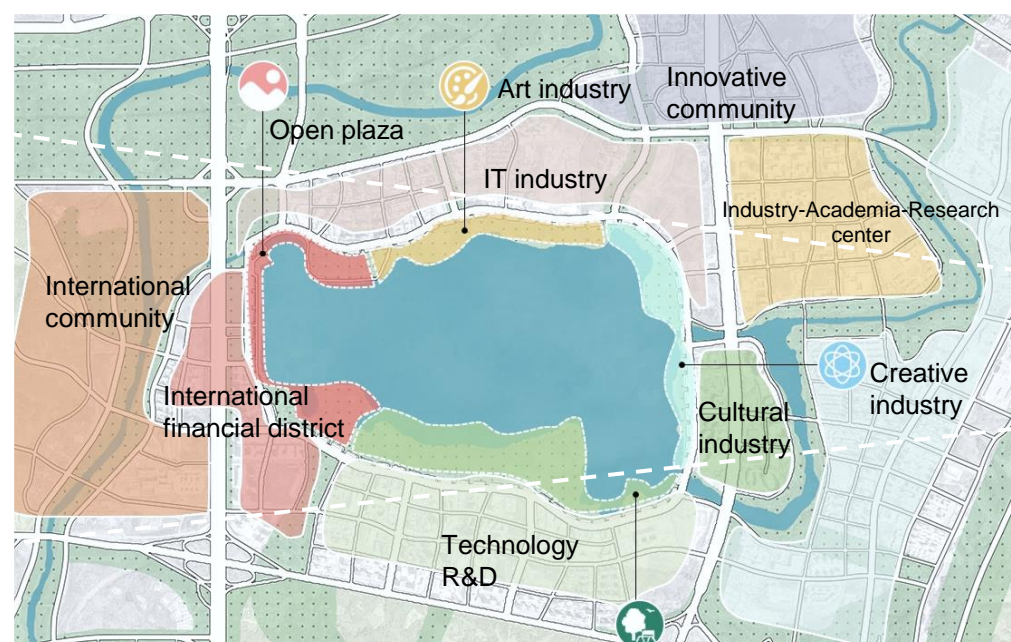 Innovative
community
Art industry
Open plaza
IT industry
Industry-Academia-Research
center
International
community
Creative
industry
International
financial district
Cultural
industry
Technology
R&D